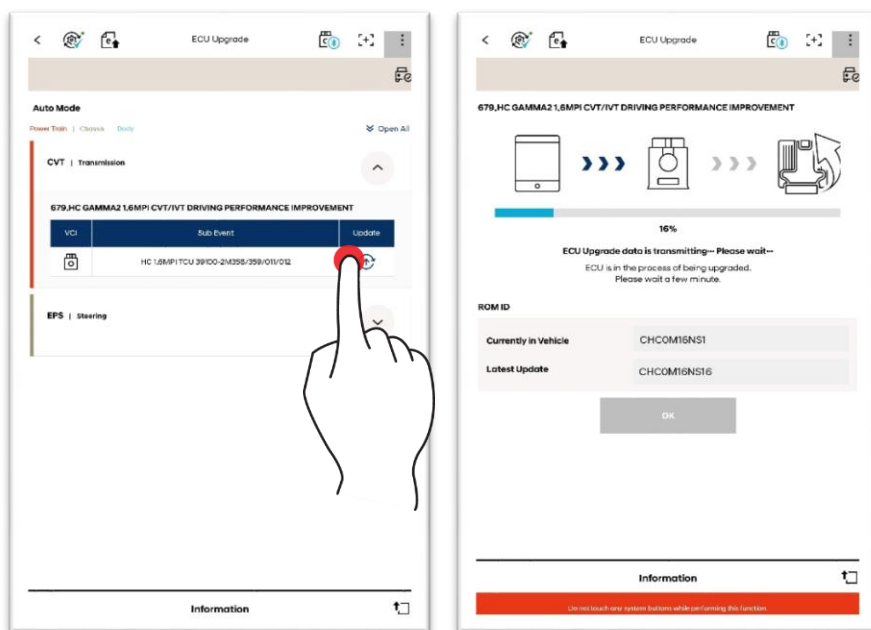 ECU Upgrade
Auto Mode
Power Train | Chassis | Body
Open All
CVT | Transmission
679,HC GAMMA2 1.6MPI CVT/IVT DRIVING PERFORMANCE IMPROVEMENT
VCI Sub Event Update
HC 1.6MPI TCU 39100-2M358/359/011/012
EPS | Steering
Information
ECU Upgrade
679,HC GAMMA2 1,6MPI CVT/IVT DRIVING PERFORMANCE IMPROVEMENT
16%
ECU Upgrade data is transmitting-- Please wait--
ECU is in the process of being upgraded.
Please wait a few minute.
ROM ID
Currently in Vehicle CHC0M16NS1
Latest Update CHCOM16NS16
OK
Information
Do not touch any system buttons while performing this function